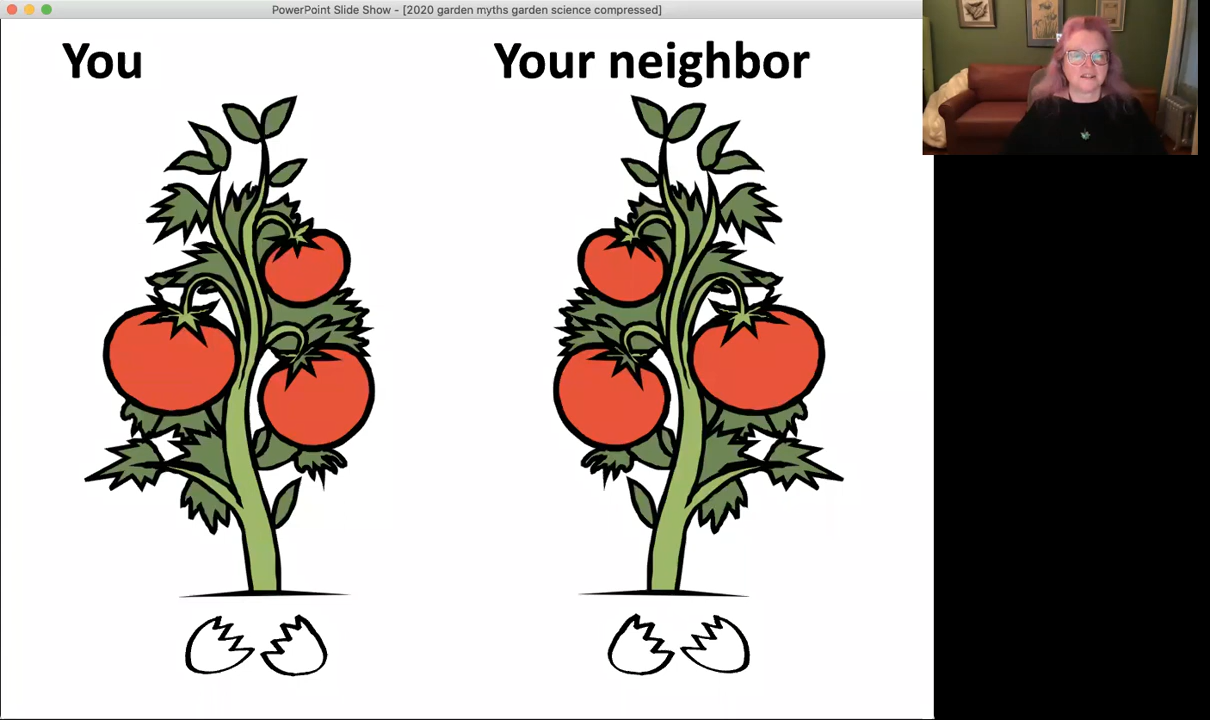 PowerPoint Slide Show - [2020 garden myths garden science compressed]
You
Your neighbor